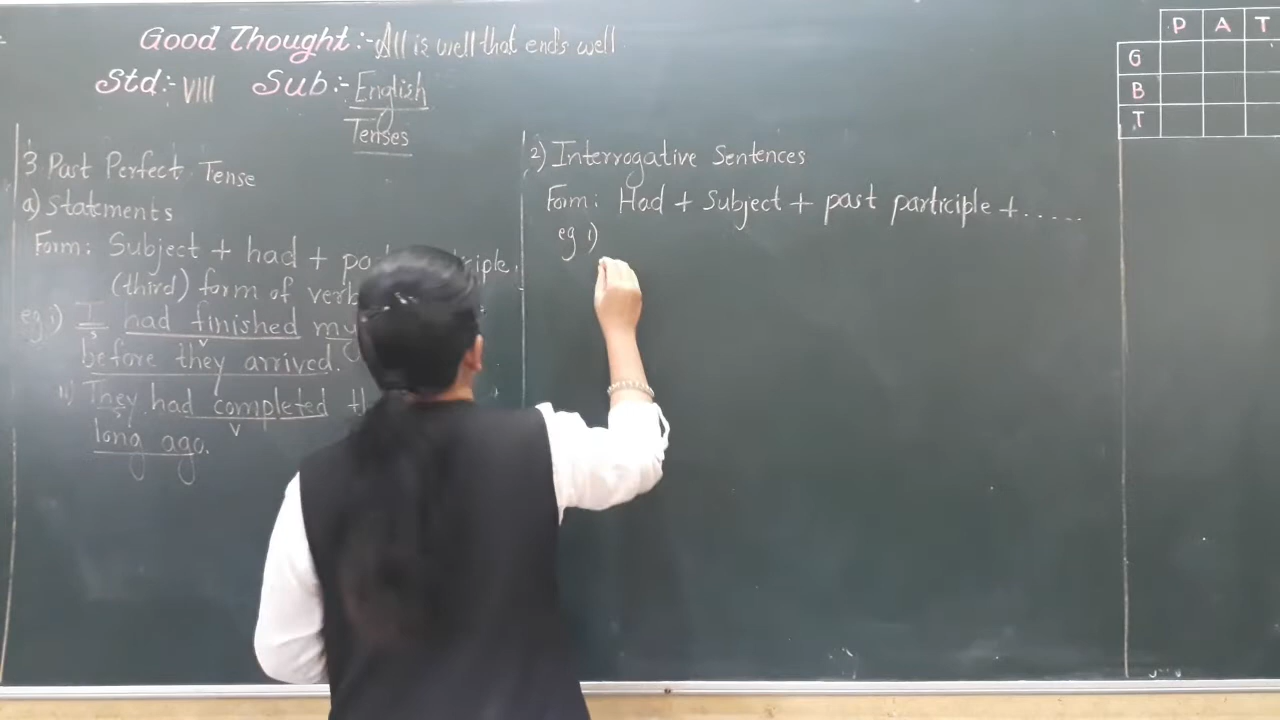 Good Thought :- All is well that ends well
Std:- VIII Sub:- English
Tenses
3 Past Perfect Tense
a) Statements
Form: Subject + had +
(third) form of verb
eg i) I had finished my
before they arrived.
ii) They had completed
long ago.
2) Interrogative Sentences
Form: Had + Subject + past participle + ......
eg i)
P A T
G
B
T